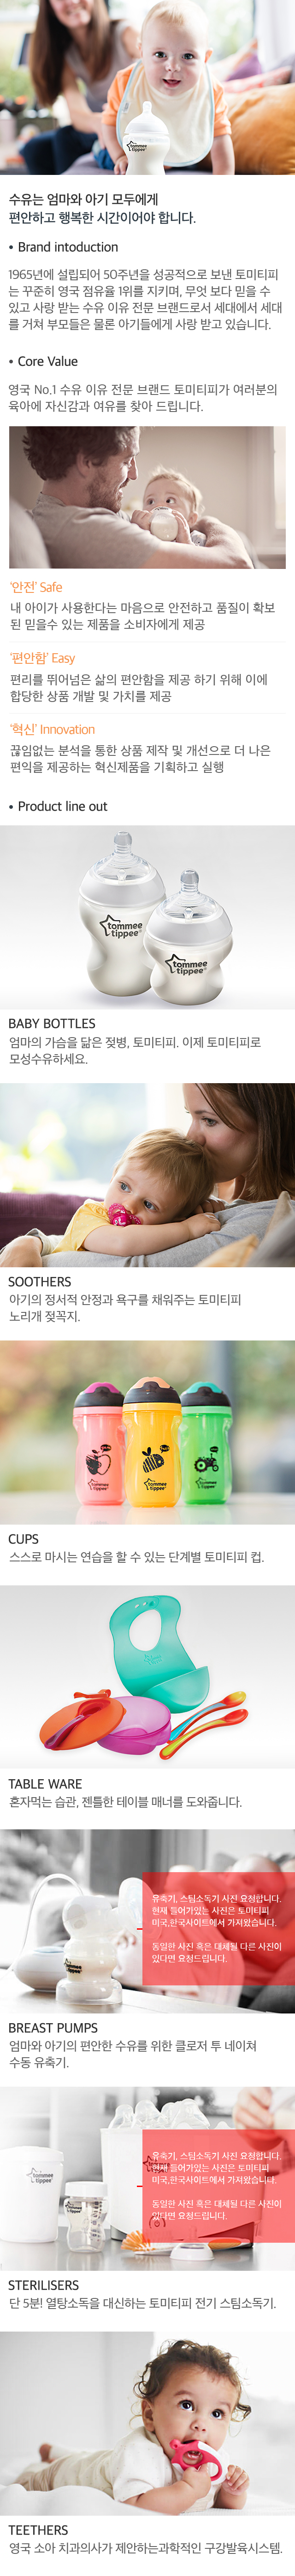 tommee
tippee
수유는 엄마와 아기 모두에게
편안하고 행복한 시간이어야 합니다.
• Brand intoduction
1965년에 설립되어 50주년을 성공적으로 보낸 토미티피
는 꾸준히 영국 점유율 1위를 지키며, 무엇 보다 믿을 수
있고 사랑 받는 수유 이유 전문 브랜드로서 세대에서 세대
를 거쳐 부모들은 물론 아기들에게 사랑 받고 있습니다.
• Core Value
영국 No.1 수유 이유 전문 브랜드 토미티피가 여러분의
육아에 자신감과 여유를 찾아 드립니다.
'안전' Safe
내 아이가 사용한다는 마음으로 안전하고 품질이 확보
된 믿을수 있는 제품을 소비자에게 제공
'편안함' Easy
편리를 뛰어넘은 삶의 편안함을 제공 하기 위해 이에
합당한 상품 개발 및 가치를 제공
'혁신' Innovation
끊임없는 분석을 통한 상품 제작 및 개선으로 더 나은
편익을 제공하는 혁신제품을 기획하고 실행
• Product line out
tommee
tippee
tommee
tippee
BABY BOTTLES
엄마의 가슴을 닮은 젖병, 토미티피. 이제 토미티피로
모성수유하세요.
SOOTHERS
아기의 정서적 안정과 욕구를 채워주는 토미티피
노리개 젖꼭지.
tommee
tippee
tommee
tippee
tommee
tippee
CUPS
스스로 마시는 연습을 할 수 있는 단계별 토미티피 컵.
TABLE WARE
혼자먹는 습관, 젠틀한 테이블 매너를 도와줍니다.
유축기, 스팀소독기 사진 요청합니다.
현재 들어가있는 사진은 토미티피
미국,한국사이트에서 가져왔습니다.
동일한 사진 혹은 대체될 다른 사진이
있다면 요청드립니다.
BREAST PUMPS
엄마와 아기의 편안한 수유를 위한 클로저 투 네이쳐
수동 유축기.
tommee
tippee
유축기, 스팀소독기 사진 요청합니다.
현재 들어가있는 사진은 토미티피
미국,한국사이트에서 가져왔습니다.
동일한 사진 혹은 대체될 다른 사진이
있다면 요청드립니다.
STERILISERS
단 5분! 열탕소독을 대신하는 토미티피 전기 스팀소독기.
TEETHERS
영국 소아 치과의사가 제안하는과학적인 구강발육시스템.